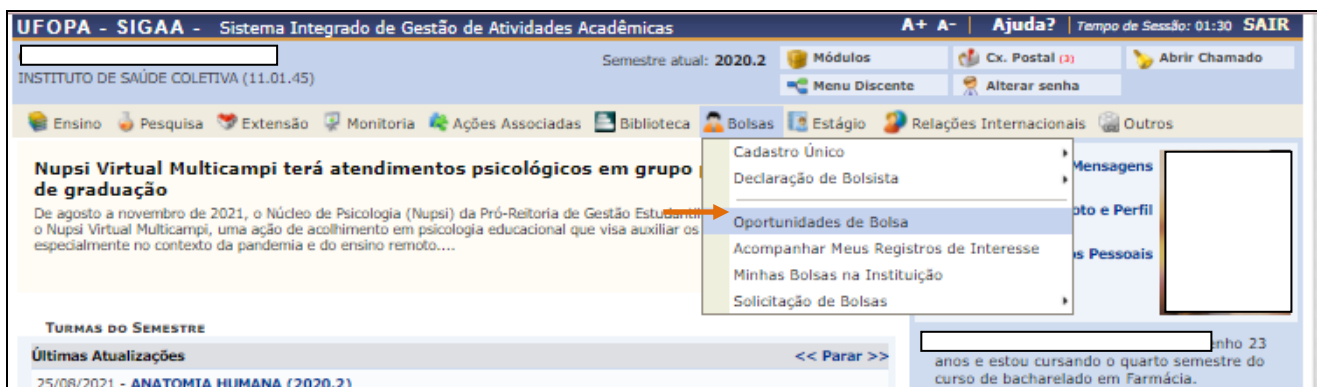 UFOPA - SIGAA - Sistema Integrado de Gestão de Atividades Acadêmicas A+ A- | Ajuda? | Tempo de Sessão: 01:30 SAIR
Semestre atual: 2020.2 Módulos Cx. Postal (3) Abrir Chamado
INSTITUTO DE SAÚDE COLETIVA (11.01.45)
Menu Discente Alterar senha
Ensino Pesquisa Extensão Monitoria Ações Associadas Biblioteca Bolsas Estágio Relações Internacionais Outros
Nupsi Virtual Multicampi terá atendimentos psicológicos em grupo
de graduação
De agosto a novembro de 2021, o Núcleo de Psicologia (Nupsi) da Pró-Reitoria de Gestão
o Nupsi Virtual Multicampi, uma ação de acolhimento em psicologia educacional que visa auxiliar os
especialmente no contexto da pandemia e do ensino remoto....
Cadastro Único
Declaração de Bolsista
Oportunidades de Bolsa
Acompanhar Meus Registros de Interesse
Minhas Bolsas na Instituição
Solicitação de Bolsas
Mensagens
e Perfil
Pessoais
TURMAS DO SEMESTRE
Últimas Atualizações << Parar >>
25/08/2021 - ANATOMIA HUMANA (2020.2)
23
anos e estou cursando o quarto semestre do
curso de bacharelado em Farmácia.